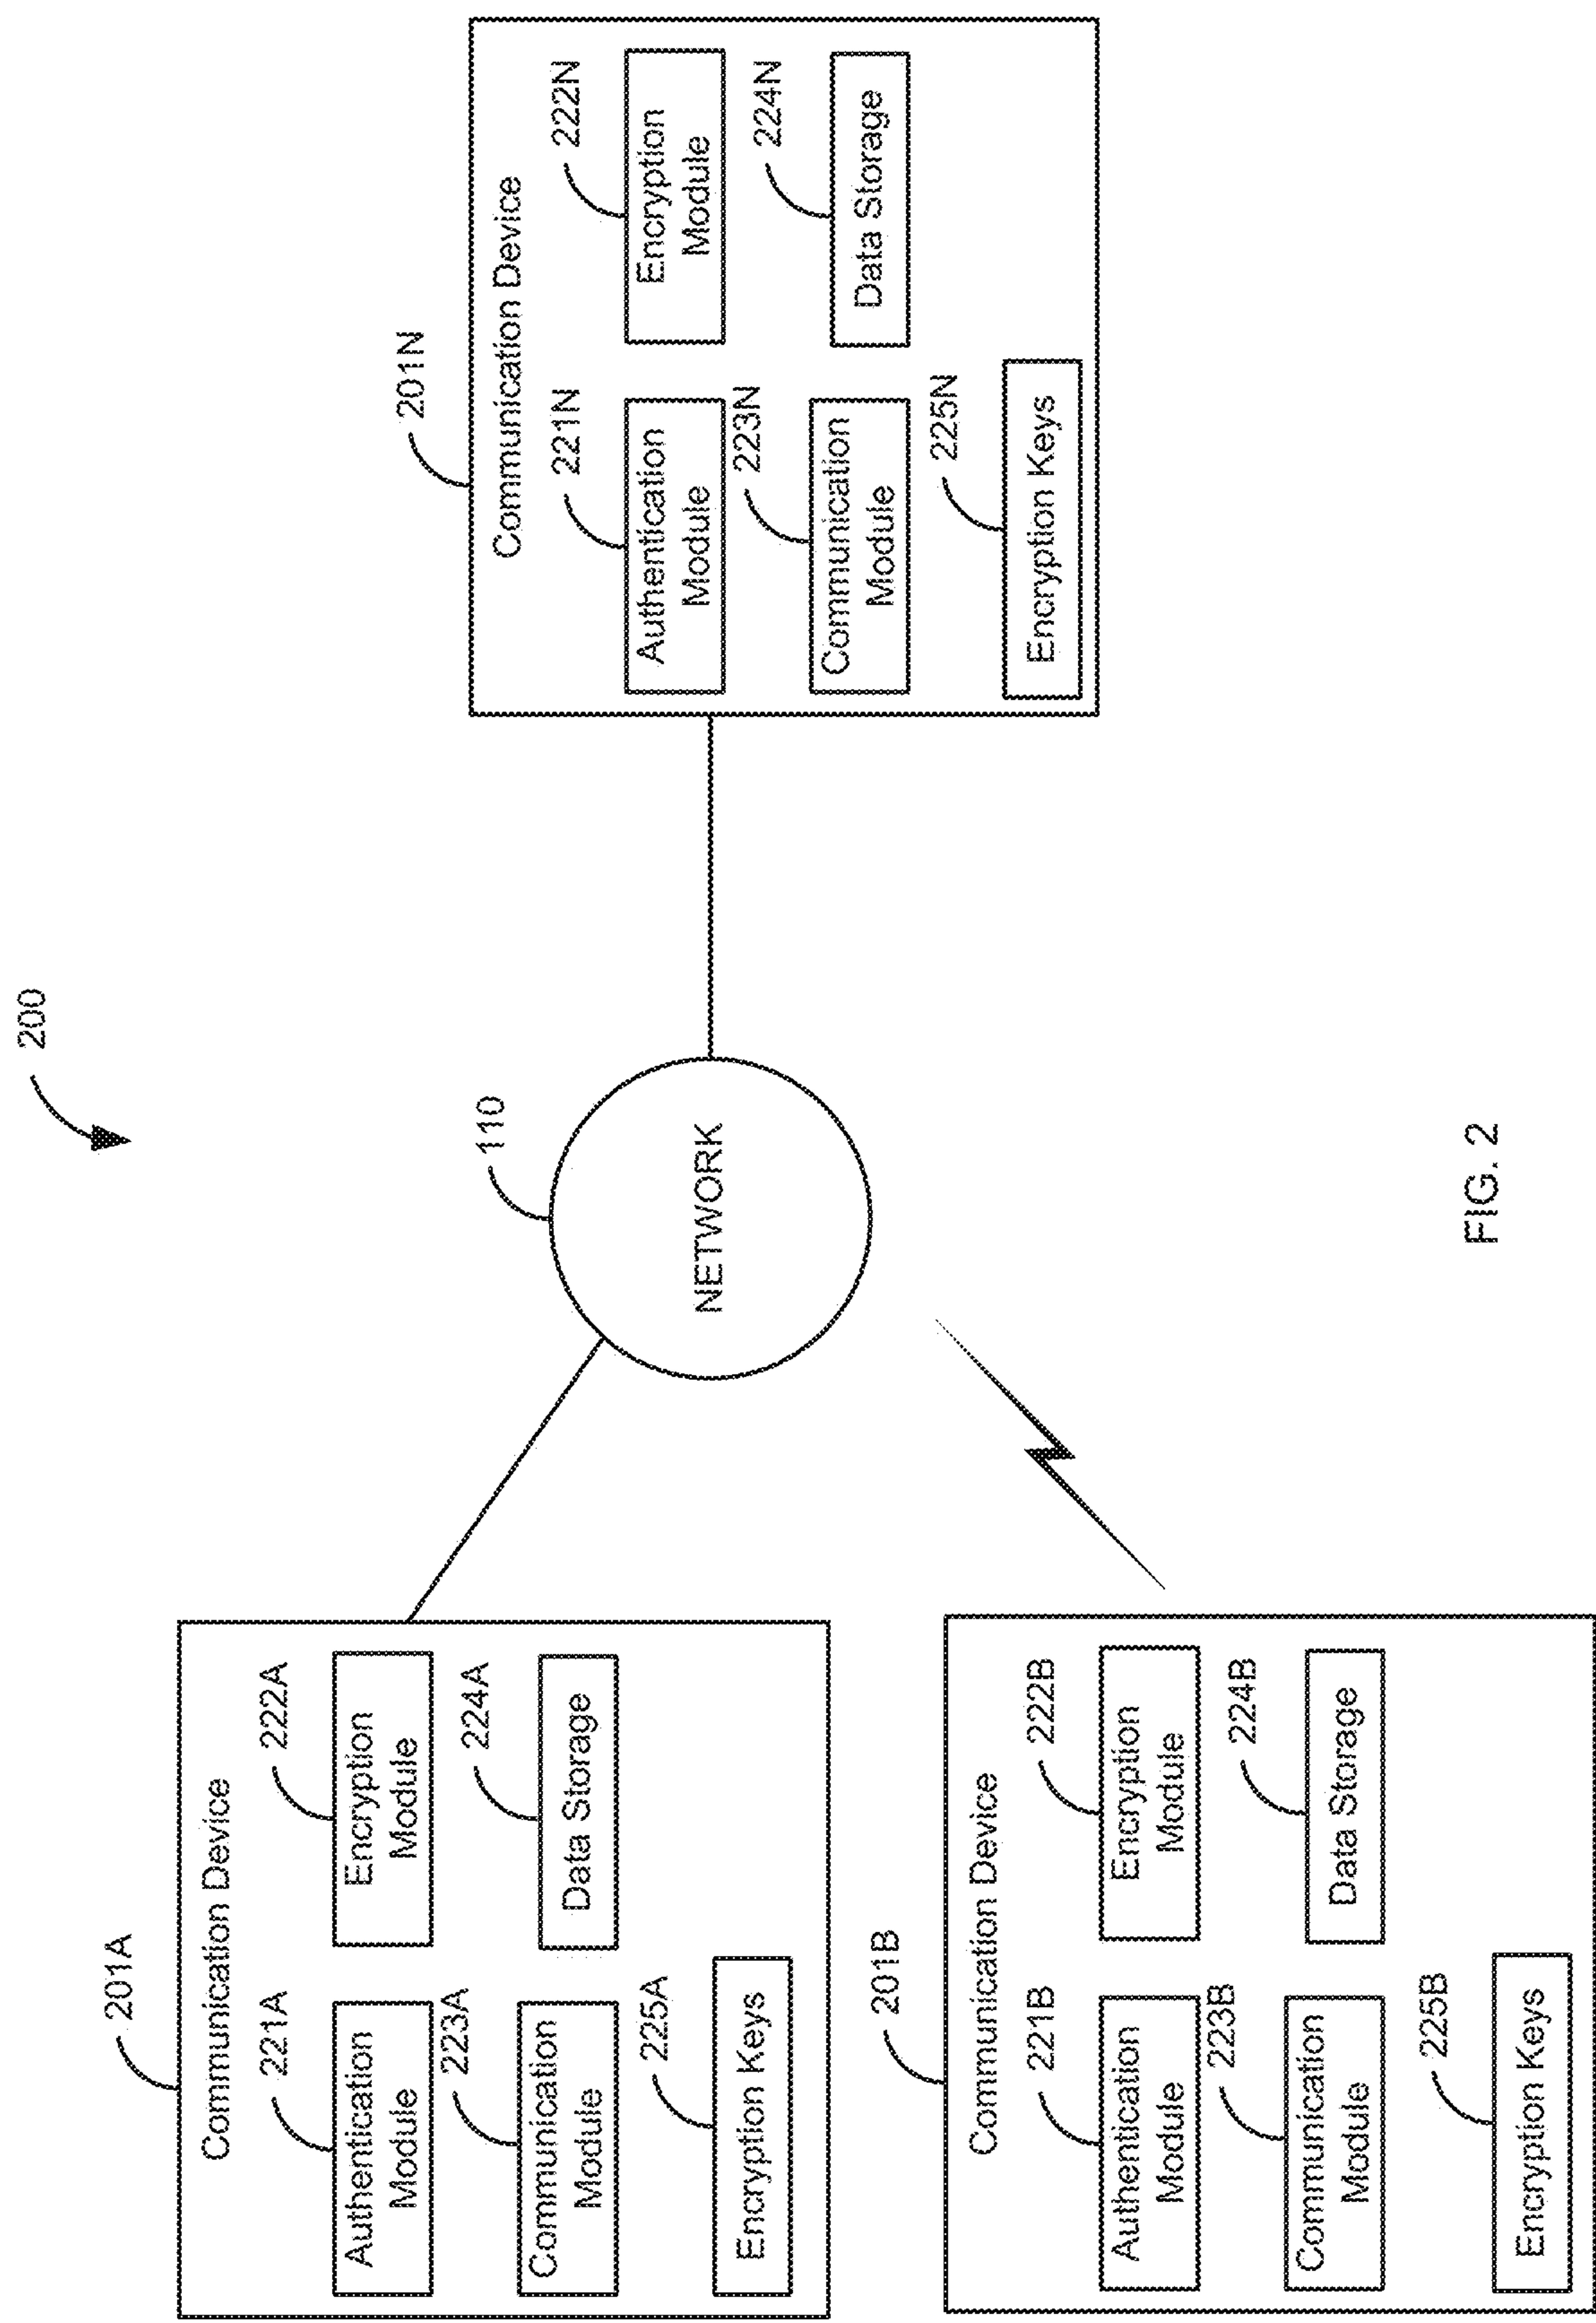 200
201A
Communication Device
221A
222A
Authentication
Module
Encryption
Module
223A
224A
Communication
Module
Data Storage
225A
Encryption Keys
110
NETWORK
201N
Communication Device
221N
222N
Authentication
Module
Encryption
Module
223N
224N
Communication
Module
Data Storage
225N
Encryption Keys
201B
Communication Device
221B
222B
Authentication
Module
Encryption
Module
223B
224B
Communication
Module
Data Storage
225B
Encryption Keys
FIG. 2